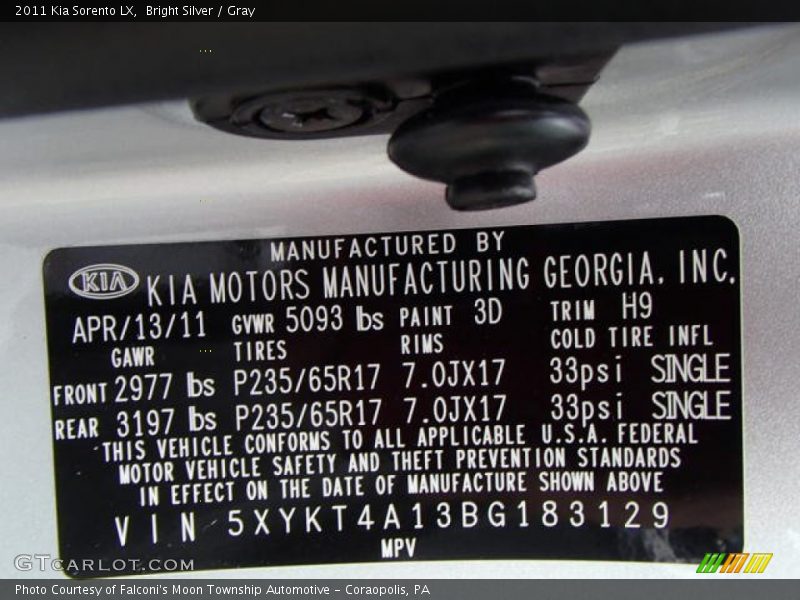 2011 Kia Sorento LX,  Bright Silver / Gray
MANUFACTURED BY
KIA KIA MOTORS MANUFACTURING GEORGIA, INC.
APR/13/11 GVWR 5093 lbs PAINT 3D TRIM H9
GAWR TIRES RIMS COLD TIRE INFL
FRONT 2977 lbs P235/65R17 7.0JX17 33psi SINGLE
REAR 3197 lbs P235/65R17 7.0JX17 33psi SINGLE
THIS VEHICLE CONFORMS TO ALL APPLICABLE U.S.A. FEDERAL
MOTOR VEHICLE SAFETY AND THEFT PREVENTION STANDARDS
IN EFFECT ON THE DATE OF MANUFACTURE SHOWN ABOVE
VIN 5XYKT4A13BG183129
MPV
GTCARLOT.COM
Photo Courtesy of Falconi's Moon Township Automotive - Coraopolis, PA